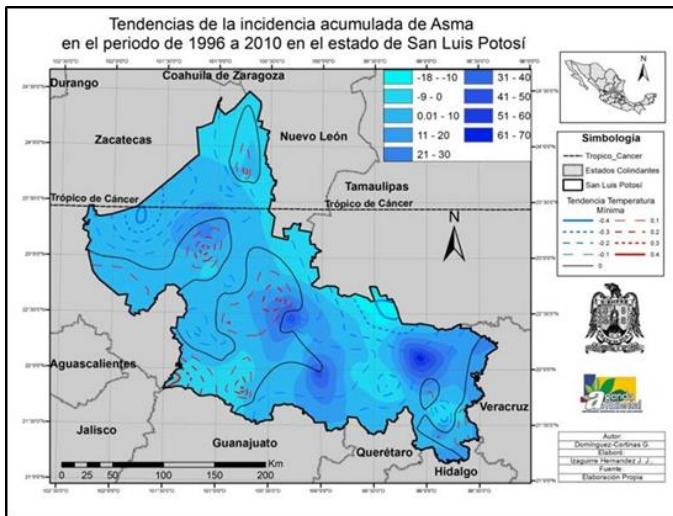 Tendencias de la incidencia acumulada de Asma
en el periodo de 1996 a 2010 en el estado de San Luis Potosí
Durango
Coahuila de Zaragoza
Zacatecas
Nuevo León
Tamaulipas
Trópico de Cáncer
Trópico de Cáncer
N
Aguascalientes
Jalisco
Guanajuato
Querétaro
Hidalgo
Veracruz
-18 - -10
-9 - 0
0.01 - 10
11 - 20
21 - 30
31 - 40
41 - 50
51 - 60
61 - 70
0 25 50 100 150 200
Km
N
Simbología
Tropico_Cancer
Estados Colindantes
San Luis Potosí
Tendencia Temperatura
Mínima
-0.4 0.1
-0.3 0.2
-0.2 0.3
-0.1 0.4
0
agenda
ambiental
Autor:
Domínguez-Cortinas G.
Elaboró:
Izaguirre Hernandez J. J.
Fuente:
Elaboración Propia